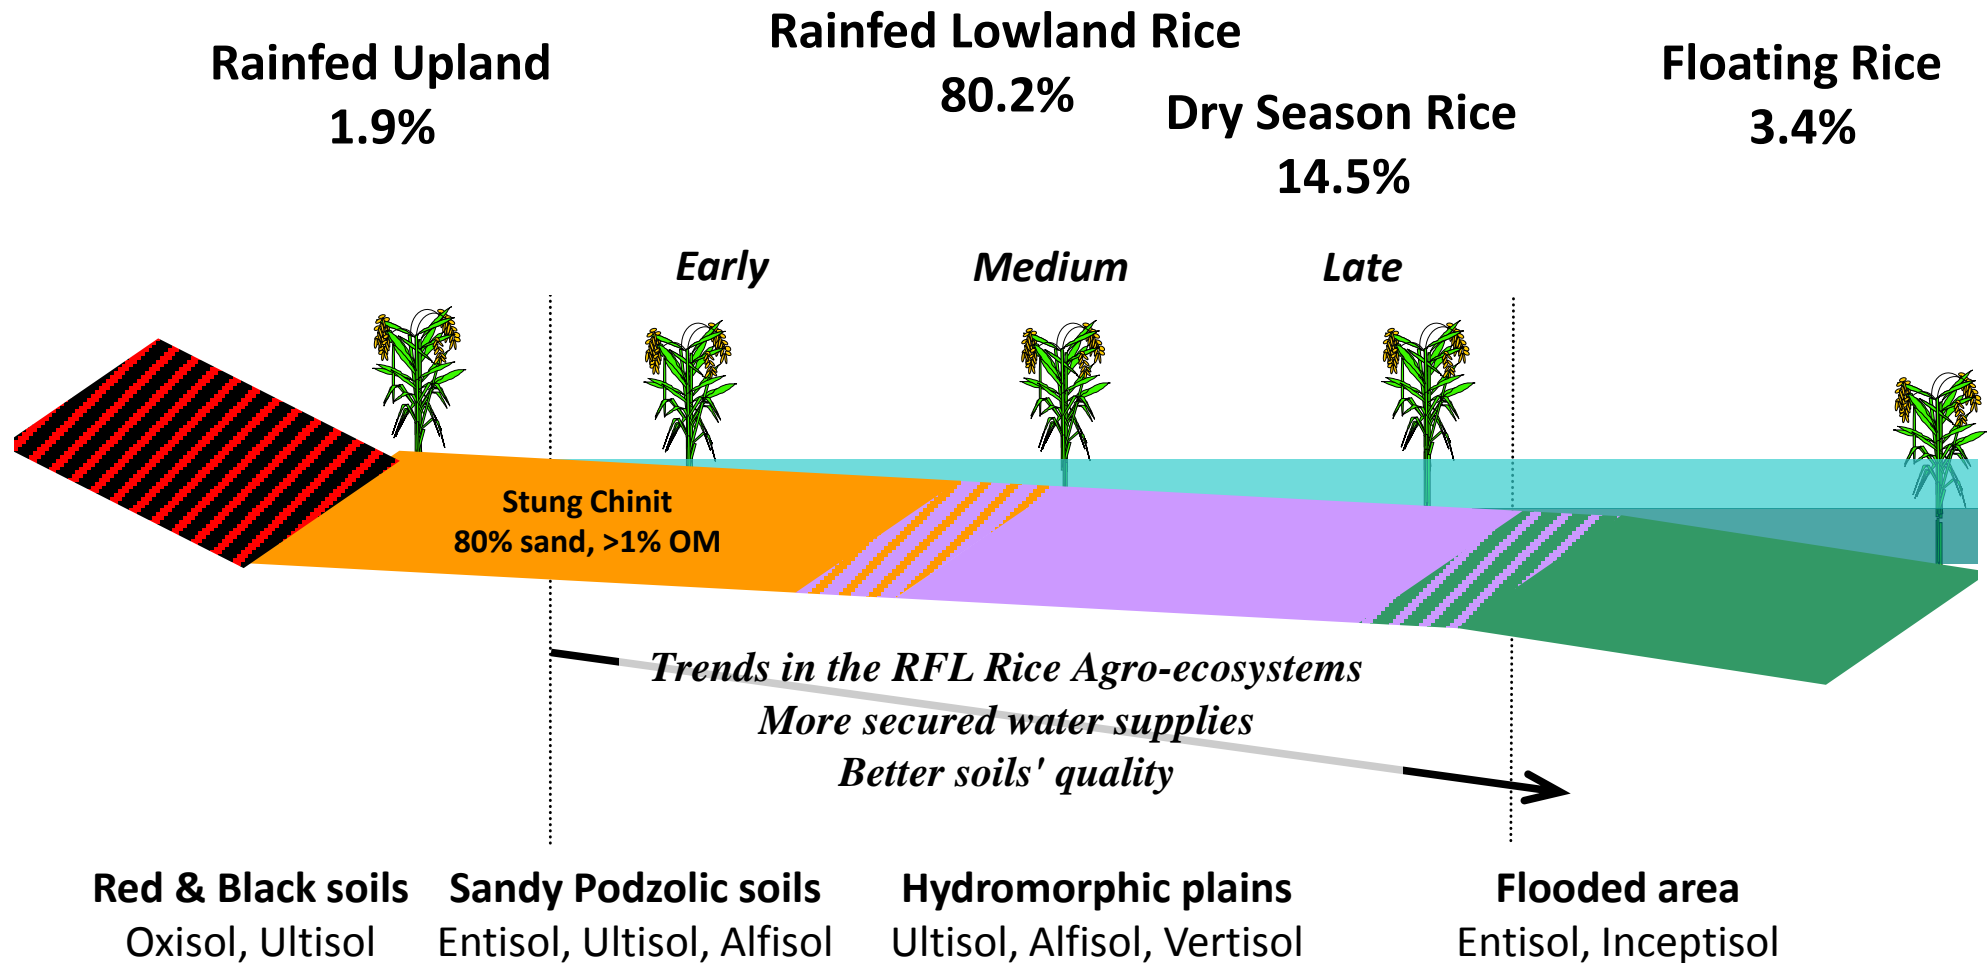 Rainfed Upland
1.9%
Rainfed Lowland Rice
80.2%
Dry Season Rice
14.5%
Floating Rice
3.4%
Early
Medium
Late
Stung Chinit
80% sand, >1% OM
Trends in the RFL Rice Agro-ecosystems
More secured water supplies
Better soils' quality
Red & Black soils
Oxisol, Ultisol
Sandy Podzolic soils
Entisol, Ultisol, Alfisol
Hydromorphic plains
Ultisol, Alfisol, Vertisol
Flooded area
Entisol, Inceptisol